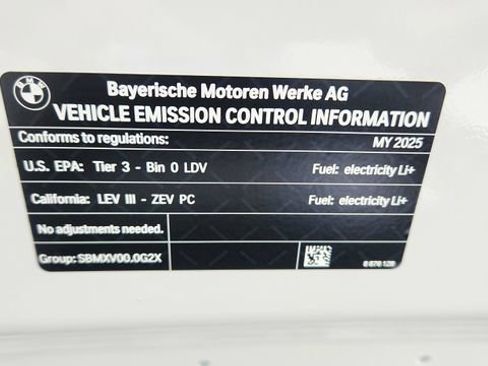 BMW
Bayerische Motoren Werke AG
VEHICLE EMISSION CONTROL INFORMATION
Conforms to regulations: MY 2025
U.S. EPA: Tier 3 - Bin 0 LDV Fuel: electricity Li+
California: LEV III - ZEV PC Fuel: electricity Li+
No adjustments needed.
Group: SBMXV00.0G2X